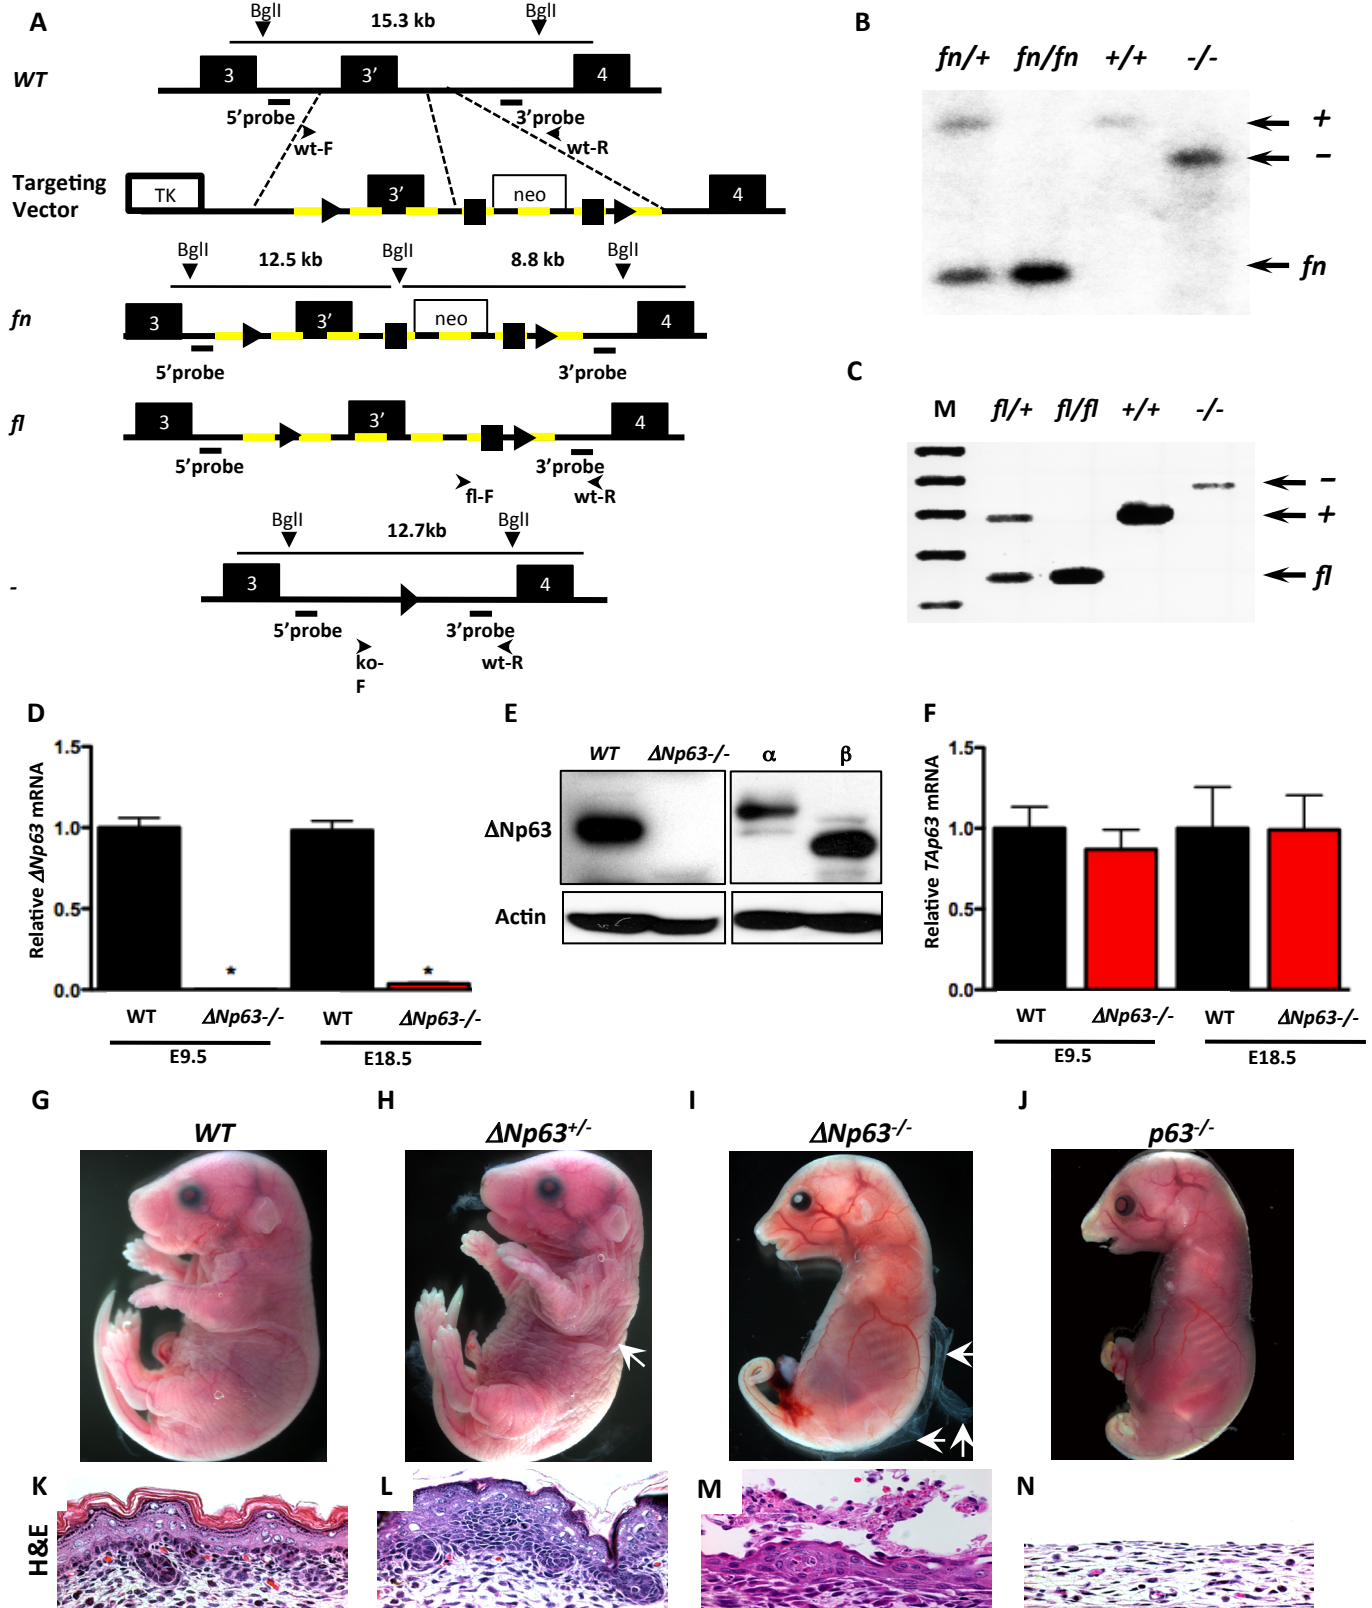 A
BglI
15.3 kb
BglI
WT
3
3’
4
5’probe
3’probe
wt-F
wt-R
Targeting
Vector
TK
3’
neo
4
BglI
12.5 kb
BglI
8.8 kb
BglI
fn
3
3’
neo
4
5’probe
3’probe
fl
3
3’
4
5’probe
3’probe
fl-F
wt-R
BglI
12.7kb
BglI
-
3
4
5’probe
3’probe
ko-
F
wt-R
B
fn/+ fn/fn +/+ -/-
+
–
fn
C
M fl/+ fl/fl +/+ -/-
–
+
fl
D
Relative ΔNp63 mRNA
1.5
1.0
0.5
0.0
* *
WT ΔNp63-/- WT ΔNp63-/-
E9.5 E18.5
E
WT ΔNp63-/- α β
ΔNp63
Actin
F
Relative TAp63 mRNA
1.5
1.0
0.5
0.0
WT ΔNp63-/- WT ΔNp63-/-
E9.5 E18.5
G
WT
H
ΔNp63+/-
I
ΔNp63-/-
J
p63-/-
H&E
K
L
M
N